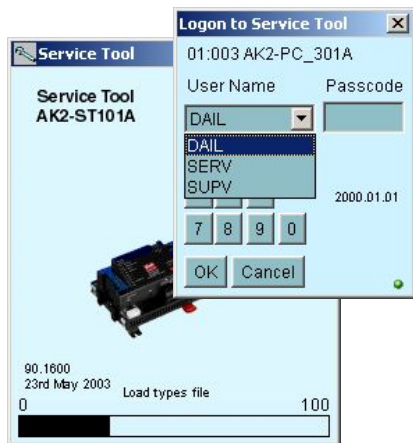 Service Tool
Service Tool
AK2-ST101A
90.1600
23rd May 2003
Load types file
0
100
Logon to Service Tool
01:003 AK2-PC_301A
User Name
Passcode
DAIL
DAIL
SERV
SUPV
2000.01.01
7 8 9 0
OK Cancel